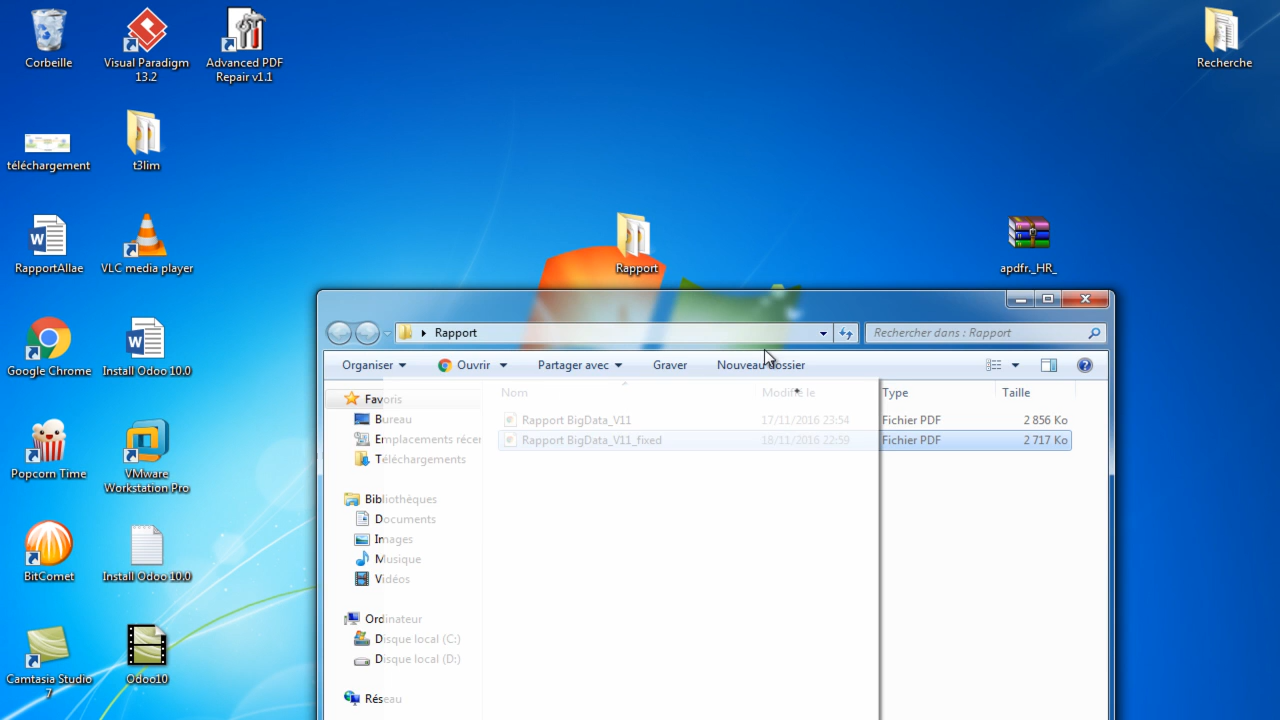 Corbeille
Visual Paradigm
13.2
Advanced PDF
Repair v1.1
Recherche
téléchargement
t3lim
RapportAllae
VLC media player
Rapport
apdfr._HR_
Google Chrome
Install Odoo 10.0
Popcorn Time
VMware
Workstation Pro
BitComet
Install Odoo 10.0
Camtasia Studio
7
Odoo10
Rapport
Rechercher dans : Rapport
Organiser
Ouvrir
Partager avec
Graver
Nouveau dossier
Nom
Modifié le
Type
Taille
Rapport BigData_V11
17/11/2016 23:54
Fichier PDF
2 856 Ko
Rapport BigData_V11_fixed
18/11/2016 22:59
Fichier PDF
2 717 Ko
Favoris
Bureau
Emplacements récer
Téléchargements
Bibliothèques
Documents
Images
Musique
Vidéos
Ordinateur
Disque local (C:)
Disque local (D:)
Réseau